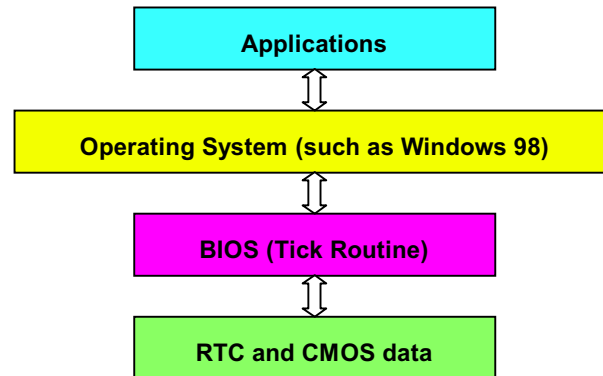 Applications
Operating System (such as Windows 98)
BIOS (Tick Routine)
RTC and CMOS data